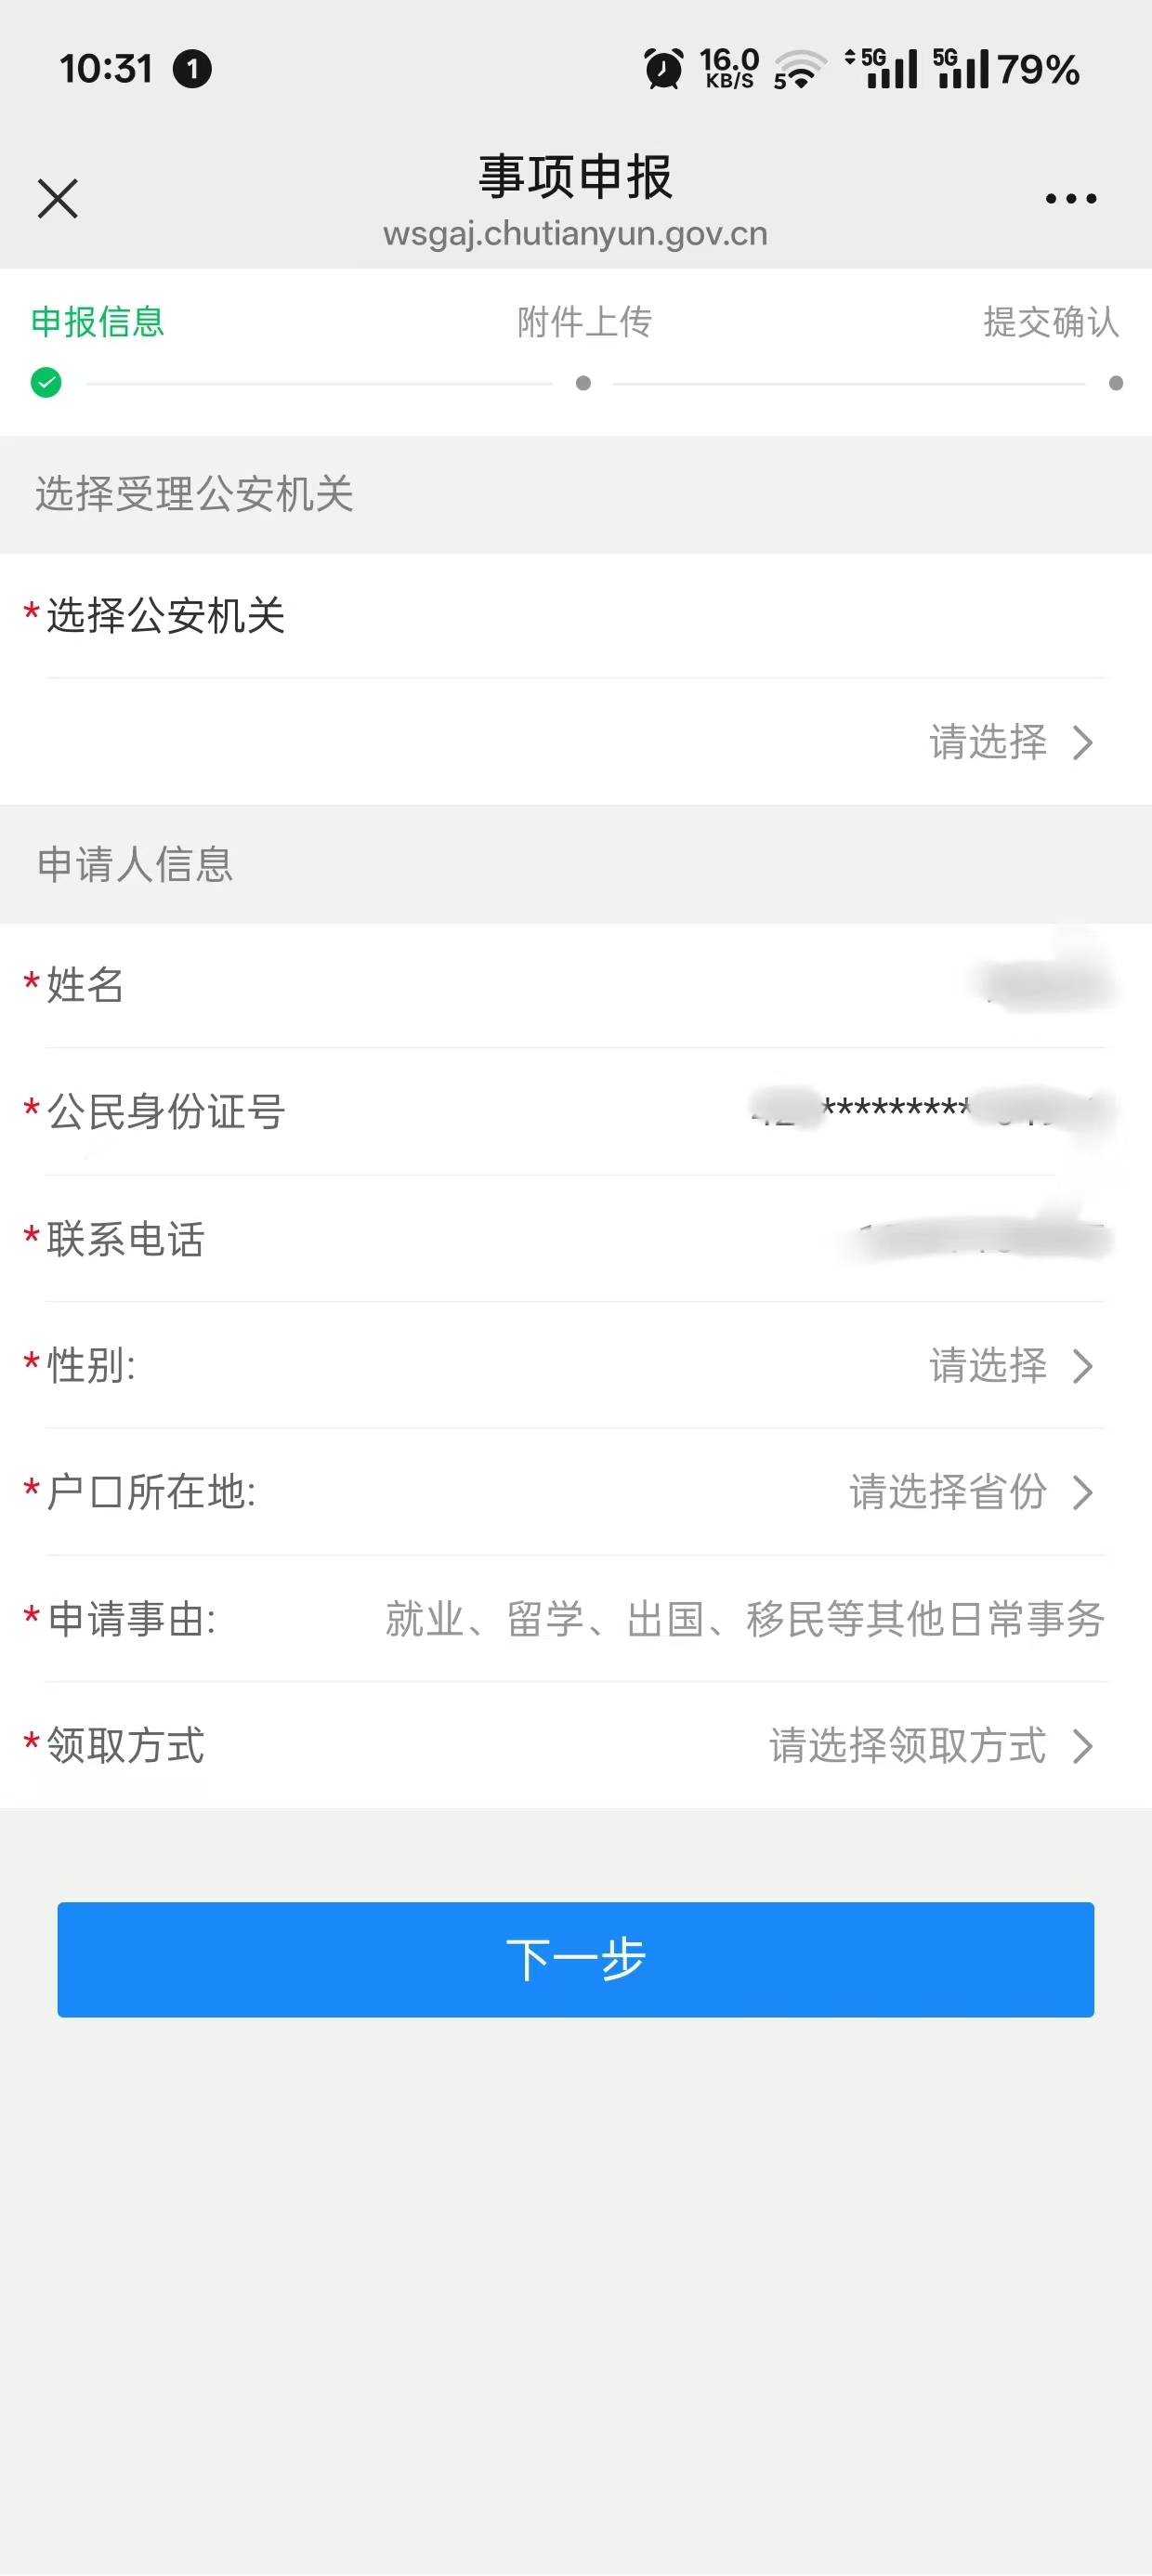 10:31 1 16.0 KB/S 5 5G 5G 79%
事项申报
wsgaj.chutianyun.gov.cn
申报信息 附件上传 提交确认
选择受理公安机关
*选择公安机关
请选择
申请人信息
*姓名
*公民身份证号 *********
*联系电话
*性别: 请选择
*户口所在地: 请选择省份
*申请事由: 就业、留学、出国、移民等其他日常事务
*领取方式 请选择领取方式
下一步